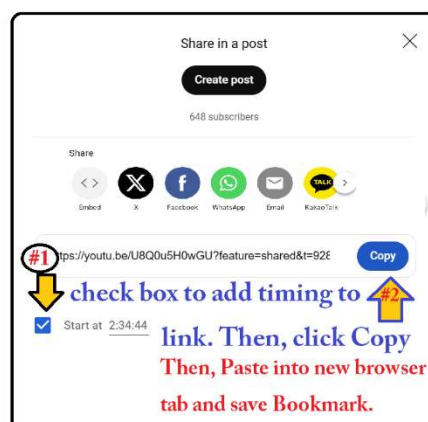 Share in a post
Create post
648 subscribers
Share
Embed X Facebook WhatsApp Email KakaoTalk
TALK
#1 ttps://youtu.be/U8Q0u5H0wGU?feature=shared&t=928 Copy
check box to add timing to #2
Start at 2:34:44
link. Then, click Copy
Then, Paste into new browser
tab and save Bookmark.